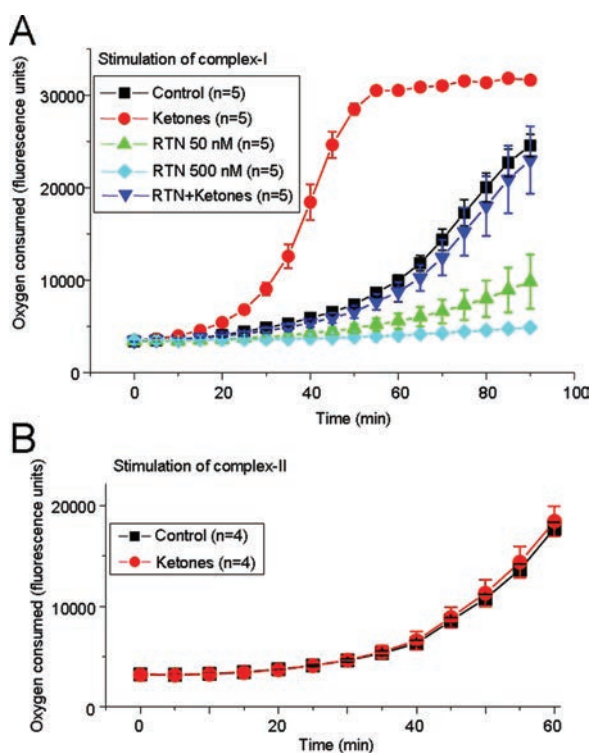 A
Stimulation of complex-I
Control (n=5)
Ketones (n=5)
RTN 50 nM (n=5)
RTN 500 nM (n=5)
RTN+Ketones (n=5)
Oxygen consumed (fluorescence units)
30000
20000
10000
0
0 20 40 60 80 100
Time (min)
B
Stimulation of complex-II
Control (n=4)
Ketones (n=4)
Oxygen consumed (fluorescence units)
20000
10000
0
0 20 40 60
Time (min)